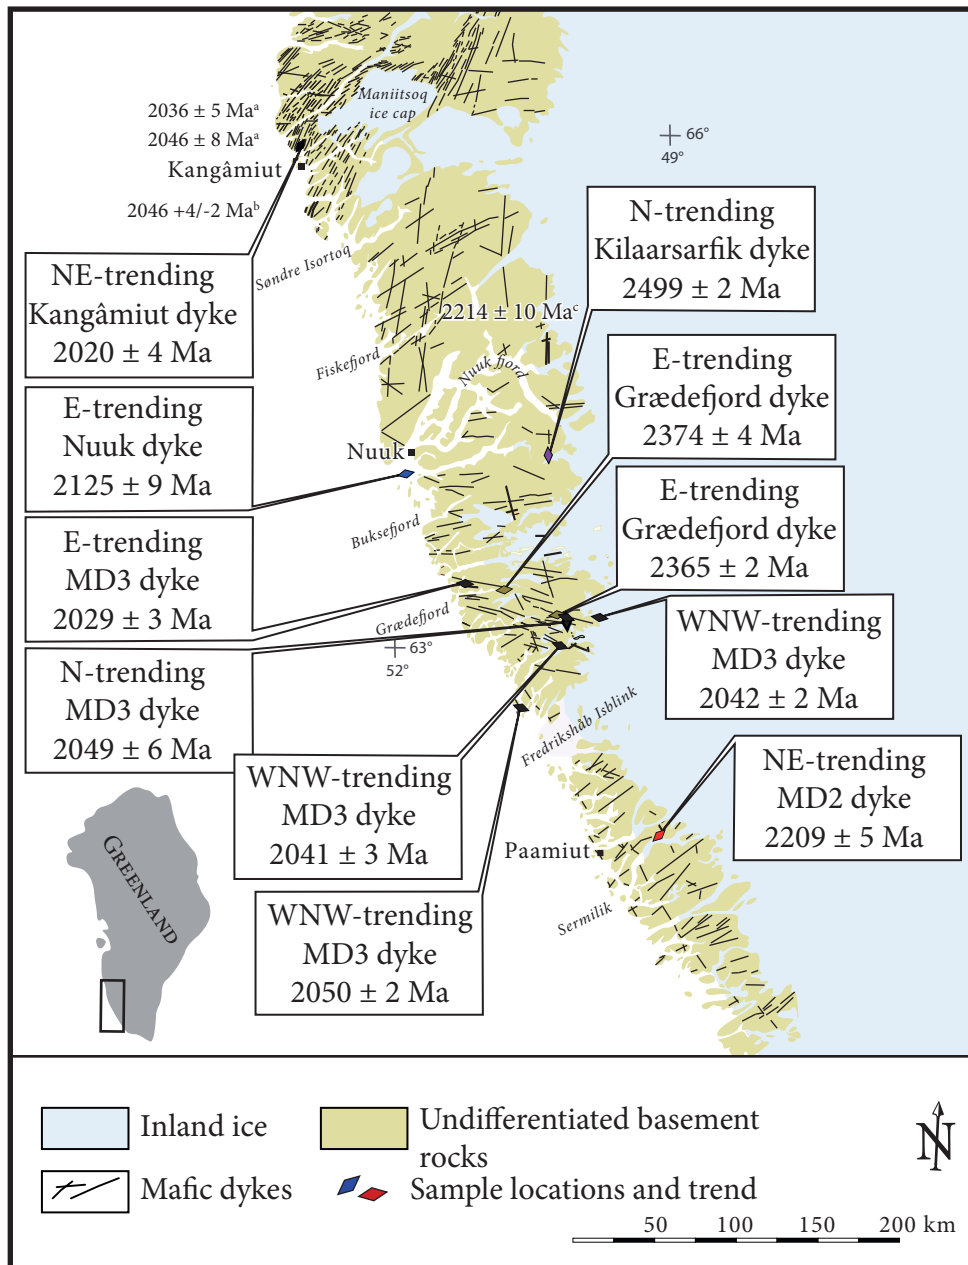 Maniitsoq
ice cap
2036 ± 5 Maᵃ
2046 ± 8 Maᵃ
Kangâmiut
66°
49°
2046 +4/-2 Maᵇ
N-trending
Kilaarsarfik dyke
2499 ± 2 Ma
Søndre Isortoq
NE-trending
Kangâmiut dyke
2020 ± 4 Ma
2214 ± 10 Maᶜ
Fiskefjord
Nuuk fjord
E-trending
Grædefjord dyke
2374 ± 4 Ma
E-trending
Nuuk dyke
2125 ± 9 Ma
Nuuk
E-trending
Grædefjord dyke
2365 ± 2 Ma
Buksefjord
E-trending
MD3 dyke
2029 ± 3 Ma
Grædefjord
63°
52°
WNW-trending
MD3 dyke
2042 ± 2 Ma
N-trending
MD3 dyke
2049 ± 6 Ma
Fredrikshåb Isblink
WNW-trending
MD3 dyke
2041 ± 3 Ma
NE-trending
MD2 dyke
2209 ± 5 Ma
Paamiut
GREENLAND
WNW-trending
MD3 dyke
2050 ± 2 Ma
Sermilik
Inland ice
Undifferentiated basement
rocks
Mafic dykes
Sample locations and trend
N
50 100 150 200 km